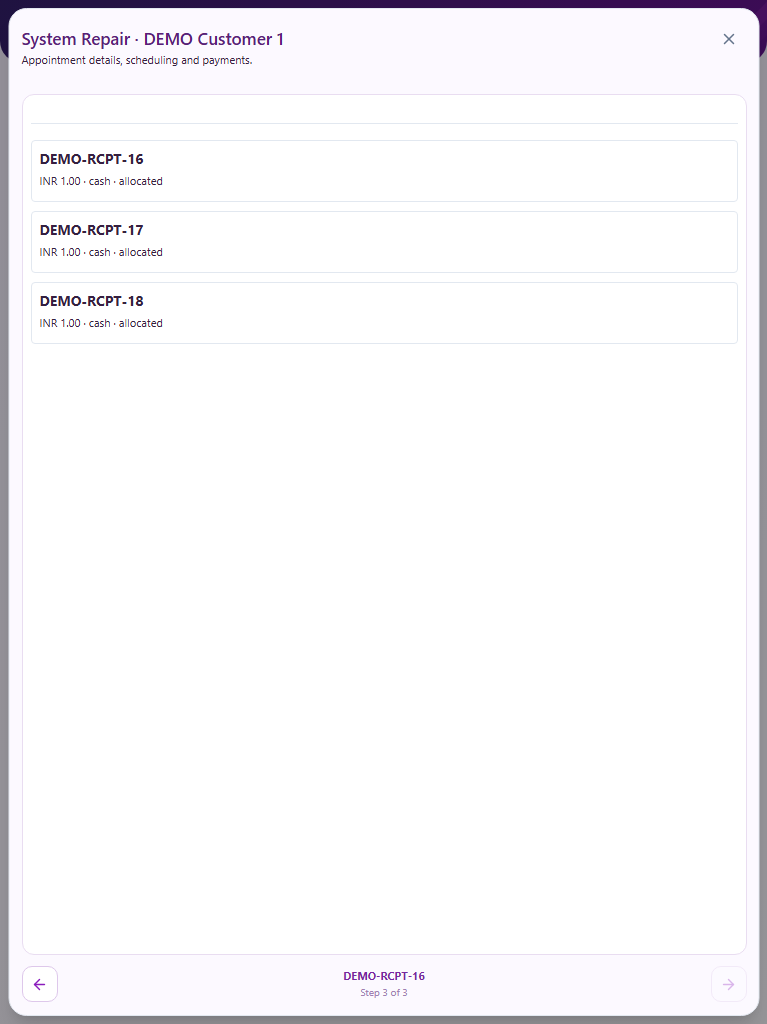 System Repair · DEMO Customer 1
Appointment details, scheduling and payments.
DEMO-RCPT-16
INR 1.00 · cash · allocated
DEMO-RCPT-17
INR 1.00 · cash · allocated
DEMO-RCPT-18
INR 1.00 · cash · allocated
DEMO-RCPT-16
Step 3 of 3